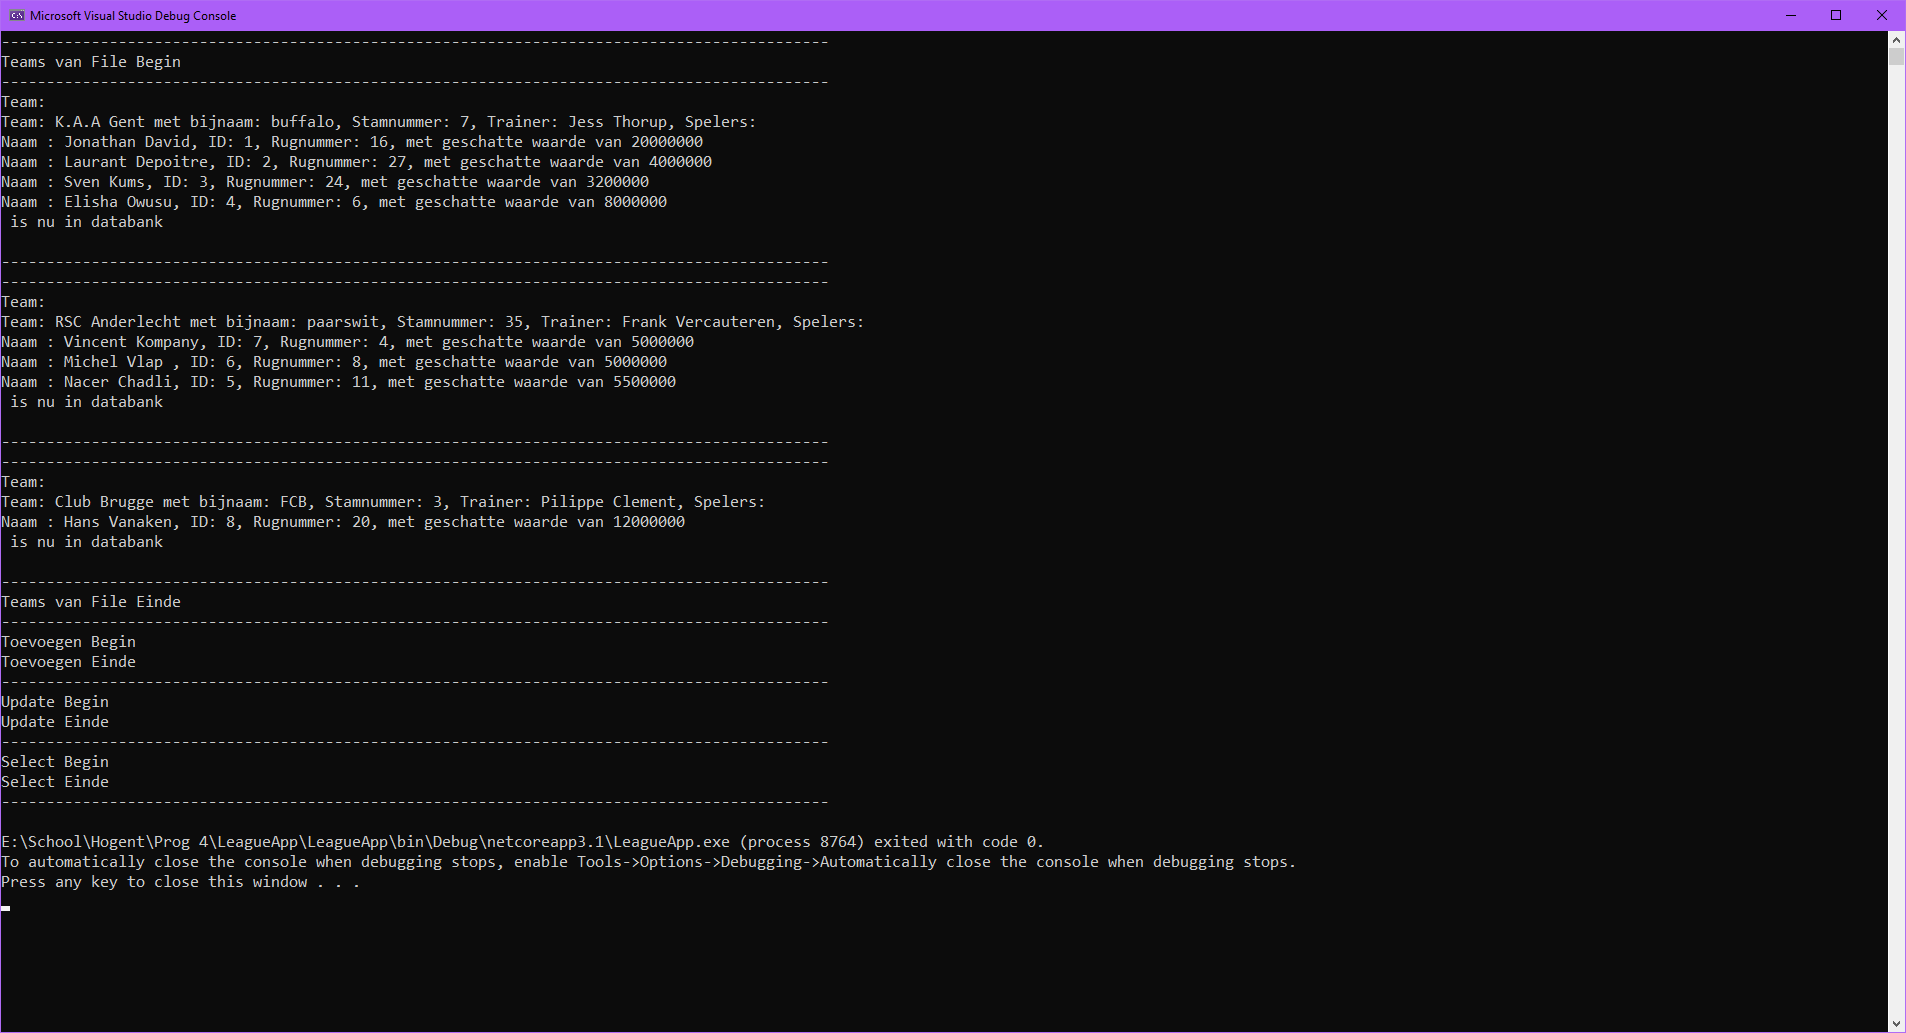 Microsoft Visual Studio Debug Console
--------------------------------------------------------------------------------------------
Teams van File Begin
--------------------------------------------------------------------------------------------
Team:
Team: K.A.A Gent met bijnaam: buffalo, Stamnummer: 7, Trainer: Jess Thorup, Spelers:
Naam : Jonathan David, ID: 1, Rugnummer: 16, met geschatte waarde van 20000000
Naam : Laurant Depoitre, ID: 2, Rugnummer: 27, met geschatte waarde van 4000000
Naam : Sven Kums, ID: 3, Rugnummer: 24, met geschatte waarde van 3200000
Naam : Elisha Owusu, ID: 4, Rugnummer: 6, met geschatte waarde van 8000000
 is nu in databank
--------------------------------------------------------------------------------------------
--------------------------------------------------------------------------------------------
Team:
Team: RSC Anderlecht met bijnaam: paarswit, Stamnummer: 35, Trainer: Frank Vercauteren, Spelers:
Naam : Vincent Kompany, ID: 7, Rugnummer: 4, met geschatte waarde van 5000000
Naam : Michel Vlap , ID: 6, Rugnummer: 8, met geschatte waarde van 5000000
Naam : Nacer Chadli, ID: 5, Rugnummer: 11, met geschatte waarde van 5500000
 is nu in databank
--------------------------------------------------------------------------------------------
--------------------------------------------------------------------------------------------
Team:
Team: Club Brugge met bijnaam: FCB, Stamnummer: 3, Trainer: Pilippe Clement, Spelers:
Naam : Hans Vanaken, ID: 8, Rugnummer: 20, met geschatte waarde van 12000000
 is nu in databank
--------------------------------------------------------------------------------------------
Teams van File Einde
--------------------------------------------------------------------------------------------
Toevoegen Begin
Toevoegen Einde
--------------------------------------------------------------------------------------------
Update Begin
Update Einde
--------------------------------------------------------------------------------------------
Select Begin
Select Einde
--------------------------------------------------------------------------------------------
E:\School\Hogent\Prog 4\LeagueApp\LeagueApp\bin\Debug\netcoreapp3.1\LeagueApp.exe (process 8764) exited with code 0.
To automatically close the console when debugging stops, enable Tools->Options->Debugging->Automatically close the console when debugging stops.
Press any key to close this window . . .